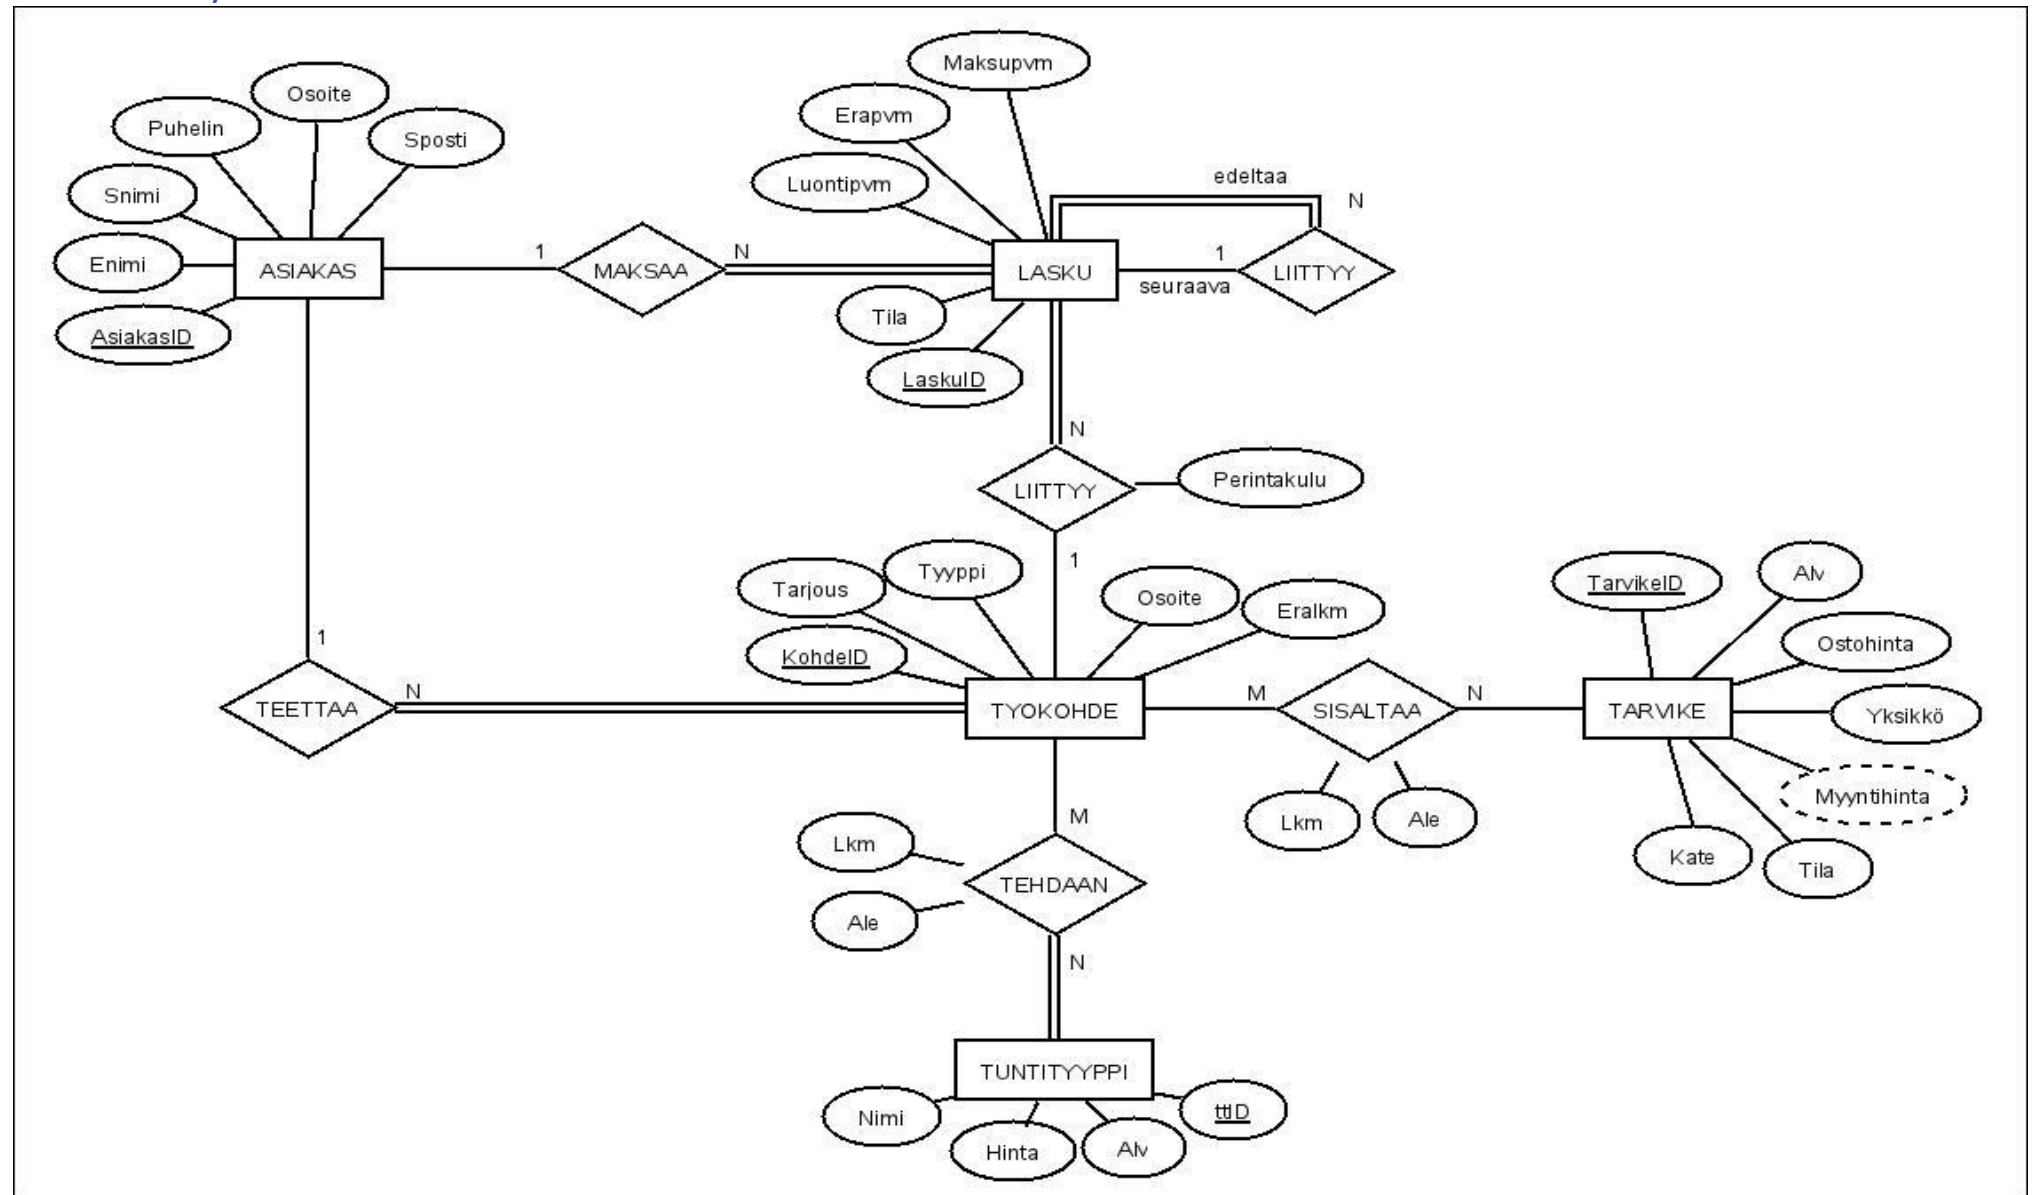 Maksupvm
Osoite
Erapvm
Puhelin
Sposti
edeltaa
Luontipvm
Snimi
N
1
N
1
Enimi
ASIAKAS
MAKSAA
LASKU
LIITTYY
seuraava
Tila
AsiakasID
LaskuID
N
LIITTYY
Perintakulu
1
Tyyppi
Tarjous
Osoite
Eralkm
TarvikeID
Alv
1
KohdeID
Ostohinta
N
M
N
TEETTAA
TYOKOHDE
SISALTAA
TARVIKE
Yksikkö
Myyntihinta
M
Lkm
Ale
Lkm
Kate
Tila
TEHDAAN
Ale
N
TUNTITYYPPI
Nimi
ttID
Hinta
Alv